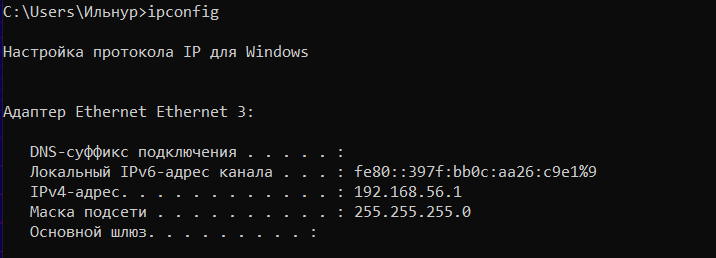 C:\Users\Ильнур>ipconfig
Настройка протокола IP для Windows
Адаптер Ethernet Ethernet 3:
DNS-суффикс подключения . . . . . :
Локальный IPv6-адрес канала . . . : fe80::397f:bb0c:aa26:c9e1%9
IPv4-адрес. . . . . . . . . . . . : 192.168.56.1
Маска подсети . . . . . . . . . . : 255.255.255.0
Основной шлюз. . . . . . . . . :